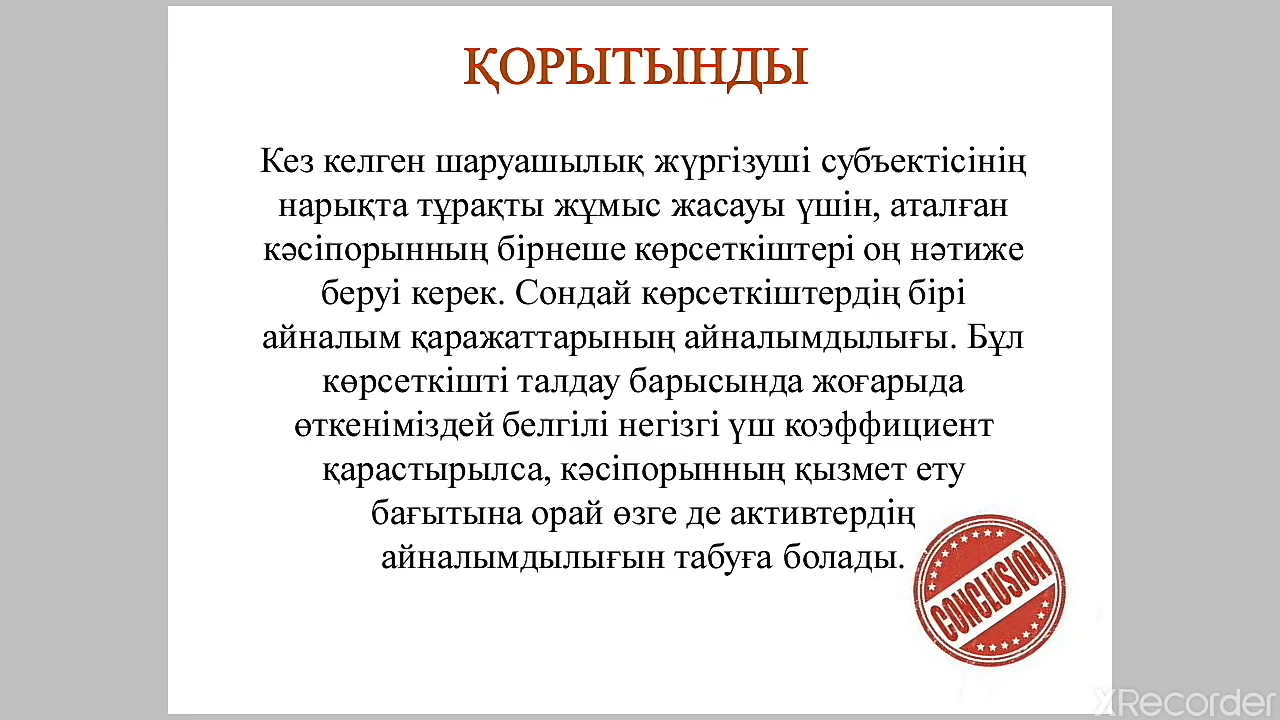 ҚОРЫТЫНДЫ
Кез келген шаруашылық жүргізуші субъектісінің
нарықта тұрақты жұмыс жасауы үшін, аталған
кәсіпорынның бірнеше көрсеткіштері оң нәтиже
беруі керек. Сондай көрсеткіштердің бірі
айналым қаражаттарының айналымдылығы. Бұл
көрсеткішті талдау барысында жоғарыда
өткеніміздей белгілі негізгі үш коэффициент
қарастырылса, кәсіпорынның қызмет ету
бағытына орай өзге де активтердің
айналымдылығын табуға болады.
CONCLUSION
XRecorder